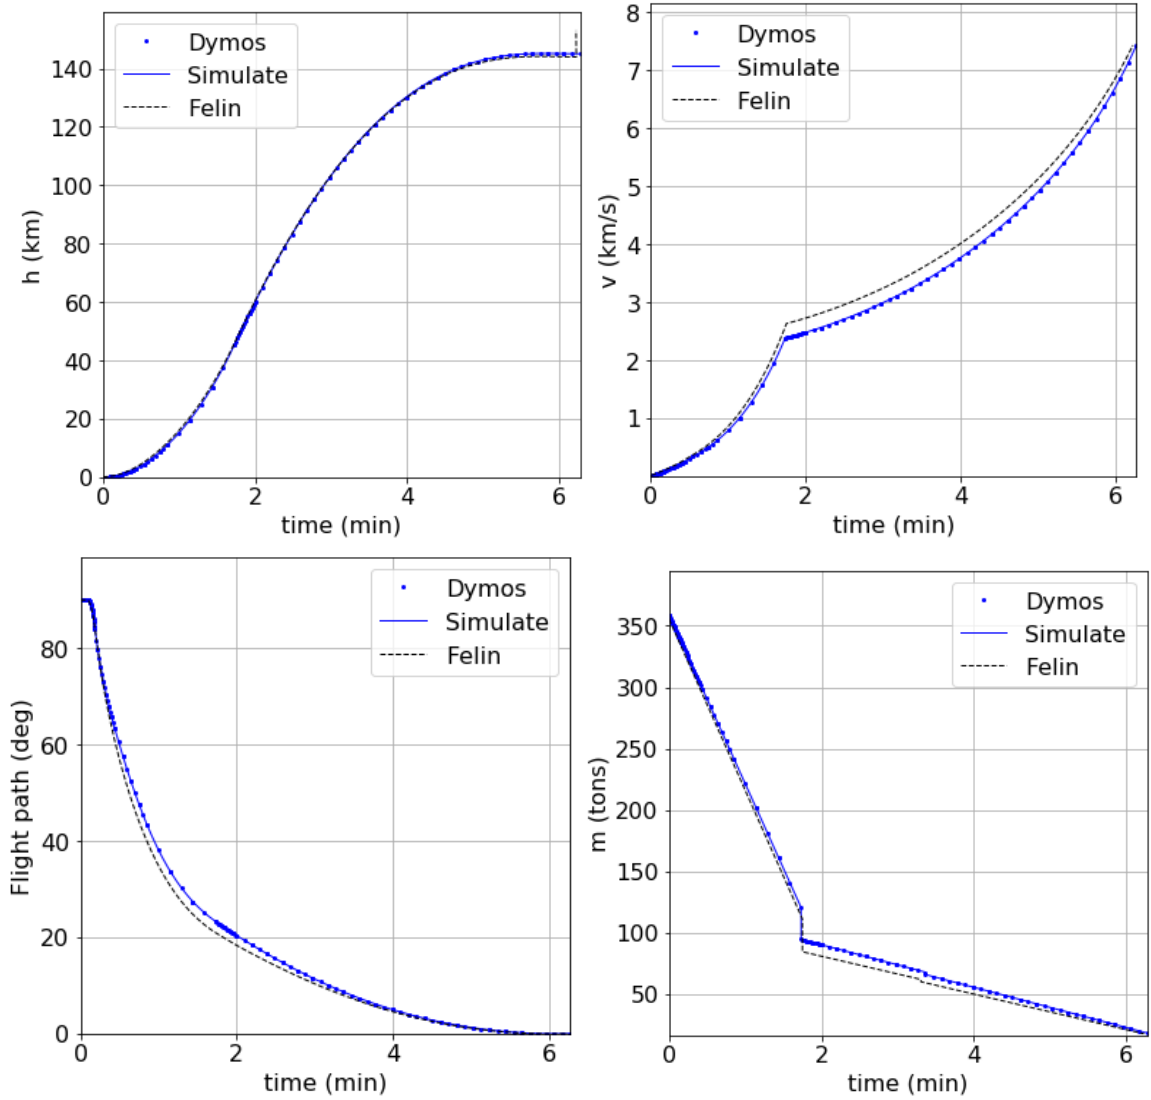 Dymos
Simulate
Felin
h (km)
140
120
100
80
60
40
20
0
0 2 4 6
time (min)
Dymos
Simulate
Felin
v (km/s)
8
7
6
5
4
3
2
1
0 2 4 6
time (min)
Dymos
Simulate
Felin
Flight path (deg)
80
60
40
20
0
0 2 4 6
time (min)
Dymos
Simulate
Felin
m (tons)
350
300
250
200
150
100
50
0 2 4 6
time (min)